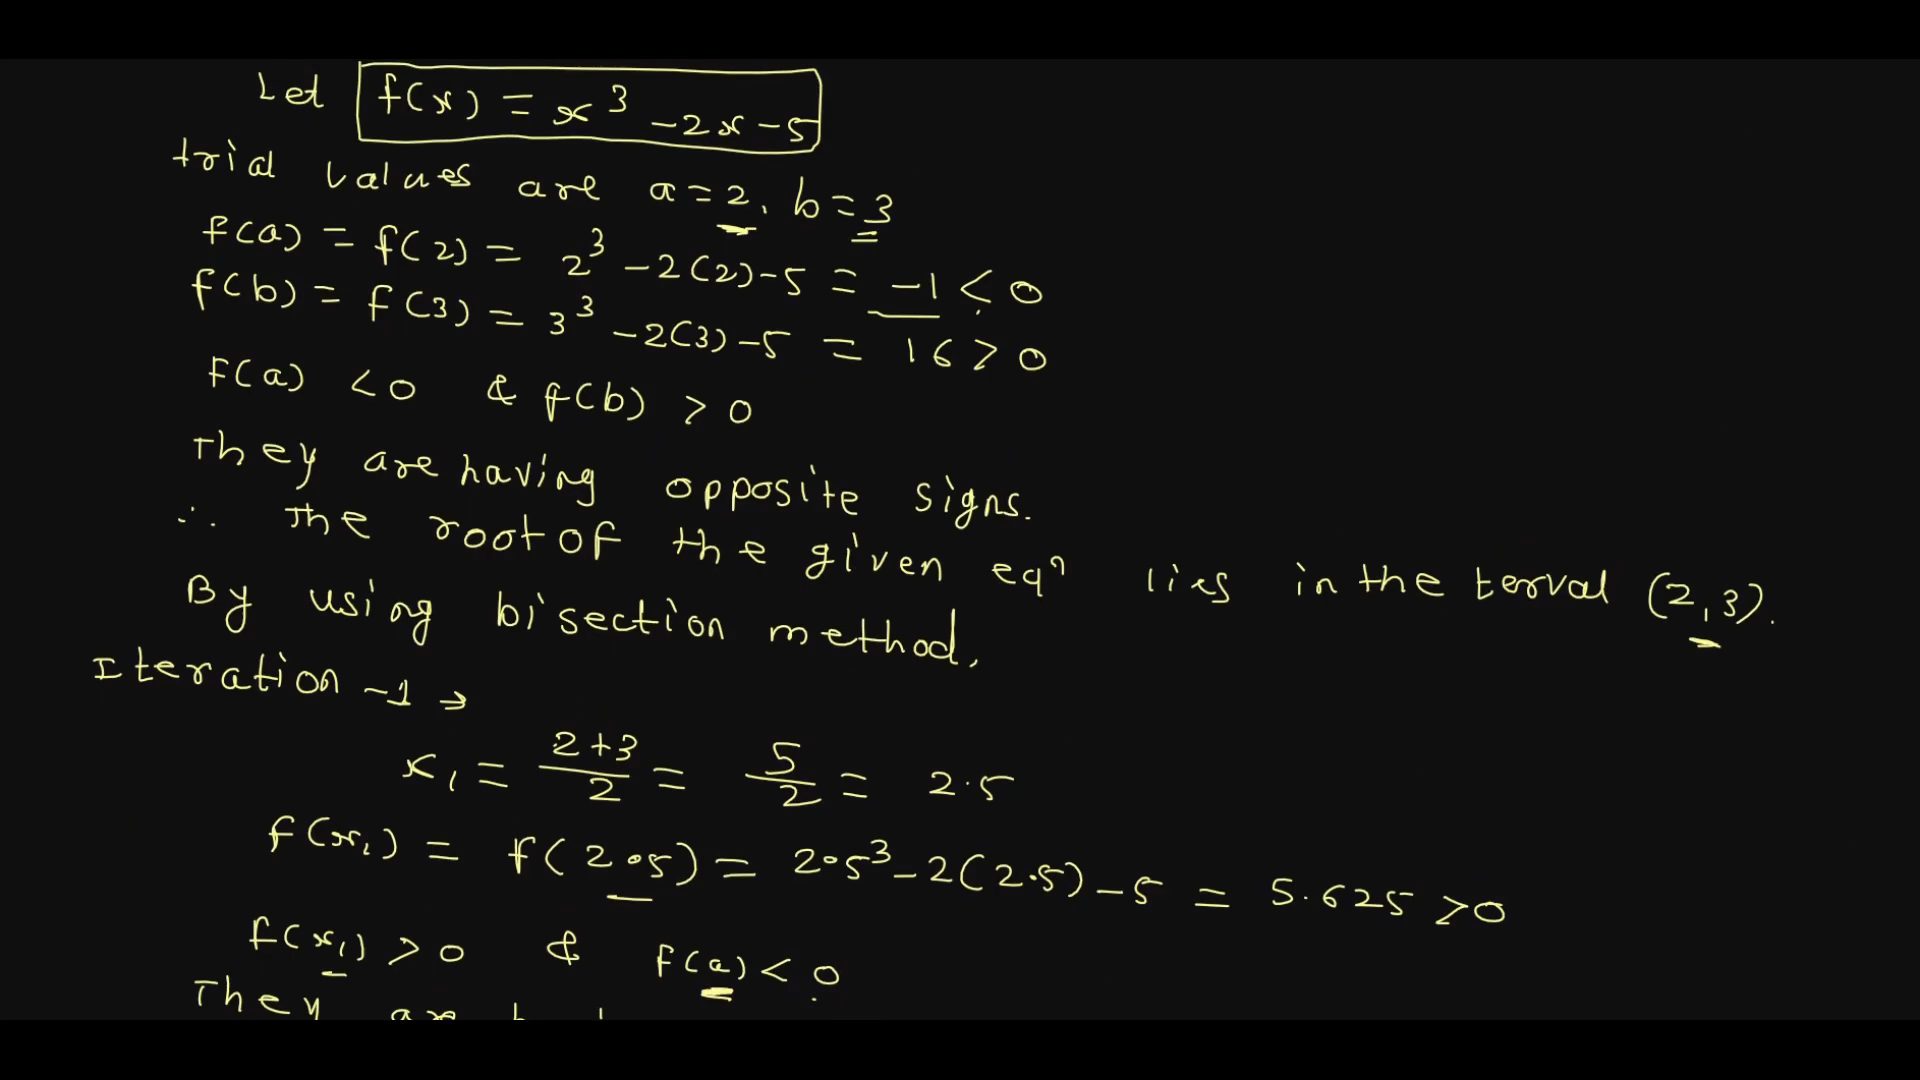 Let f(x) = x³ - 2x - 5
trial values are a = 2, b = 3
f(a) = f(2) = 2³ - 2(2) - 5 = -1 < 0
f(b) = f(3) = 3³ - 2(3) - 5 = 16 > 0
f(a) < 0 & f(b) > 0
They are having opposite signs.
∴ The root of the given eqⁿ lies in the terval (2, 3).
By using bisection method,
Iteration - 1 →
x₁ = (2+3)/2 = 5/2 = 2.5
f(x₁) = f(2.5) = 2.5³ - 2(2.5) - 5 = 5.625 > 0
f(x₁) > 0 & f(a) < 0
They are